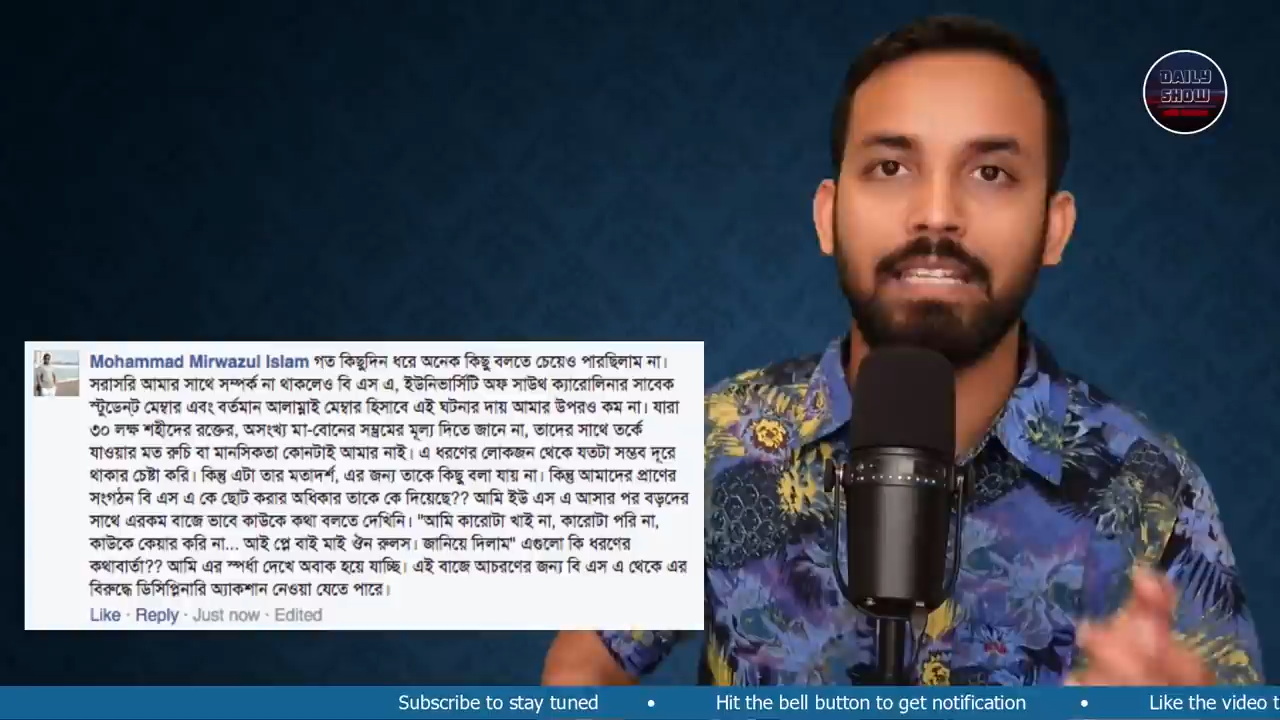 DAILY
SHOW
Mohammad Mirwazul Islam গত কিছুদিন ধরে অনেক কিছু বলতে চেয়েও পারছিলাম না।
সরাসরি আমার সাথে সম্পর্ক না থাকলেও বি এস এ, ইউনিভার্সিটি অফ সাউথ ক্যারোলিনার সাবেক
স্টুডেন্ট মেম্বার এবং বর্তমান আলাম্নাই মেম্বার হিসাবে এই ঘটনার দায় আমার উপরও কম না। যারা
৩০ লক্ষ শহীদের রক্তের, অসংখ্য মা-বোনের সম্ভ্রমের মূল্য দিতে জানে না, তাদের সাথে তর্কে
যাওয়ার মত রুচি বা মানসিকতা কোনটাই আমার নাই। এ ধরণের লোকজন থেকে যতটা সম্ভব দূরে
থাকার চেষ্টা করি। কিন্তু এটা তার মতাদর্শ, এর জন্য তাকে কিছু বলা যায় না। কিন্তু আমাদের প্রাণের
সংগঠন বি এস এ কে ছোট করার অধিকার তাকে কে দিয়েছে?? আমি ইউ এস এ আসার পর বড়দের
সাথে এরকম বাজে ভাবে কাউকে কথা বলতে দেখিনি। "আমি কারোটা খাই না, কারোটা পরি না,
কাউকে কেয়ার করি না... আই প্লে বাই মাই ঔন রুলস। জানিয়ে দিলাম" এগুলো কি ধরণের
কথাবার্তা?? আমি এর স্পর্ধা দেখে অবাক হয়ে যাচ্ছি। এই বাজে আচরণের জন্য বি এস এ থেকে এর
বিরুদ্ধে ডিসিপ্লিনারি অ্যাকশান নেওয়া যেতে পারে।
Like · Reply · Just now · Edited
Subscribe to stay tuned • Hit the bell button to get notification • Like the video t